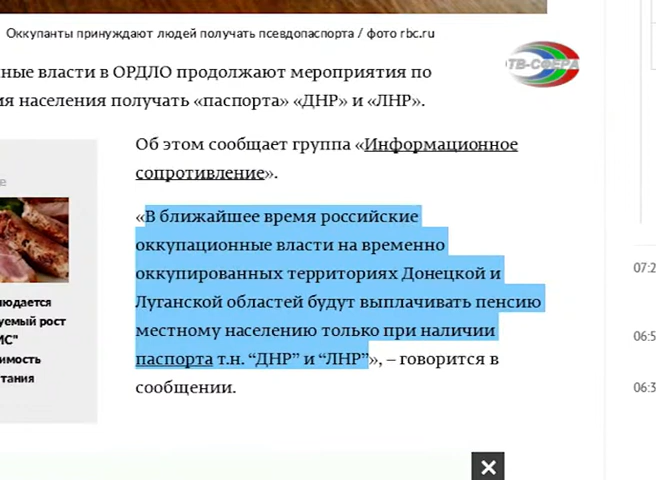 Оккупанты принуждают людей получать псевдопаспорта / фото rbc.ru
ТВ-СФЕРА
ные власти в ОРДЛО продолжают мероприятия по
ия населения получать «паспорта» «ДНР» и «ЛНР».
Об этом сообщает группа «Информационное
сопротивление».
е
«В ближайшее время российские
оккупационные власти на временно
оккупированных территориях Донецкой и
Луганской областей будут выплачивать пенсию
местному населению только при наличии
паспорта т.н. “ДНР” и “ЛНР”», – говорится в
сообщении.
людается
уемый рост
ИС"
имость
тания
07:2
06:5
06:3